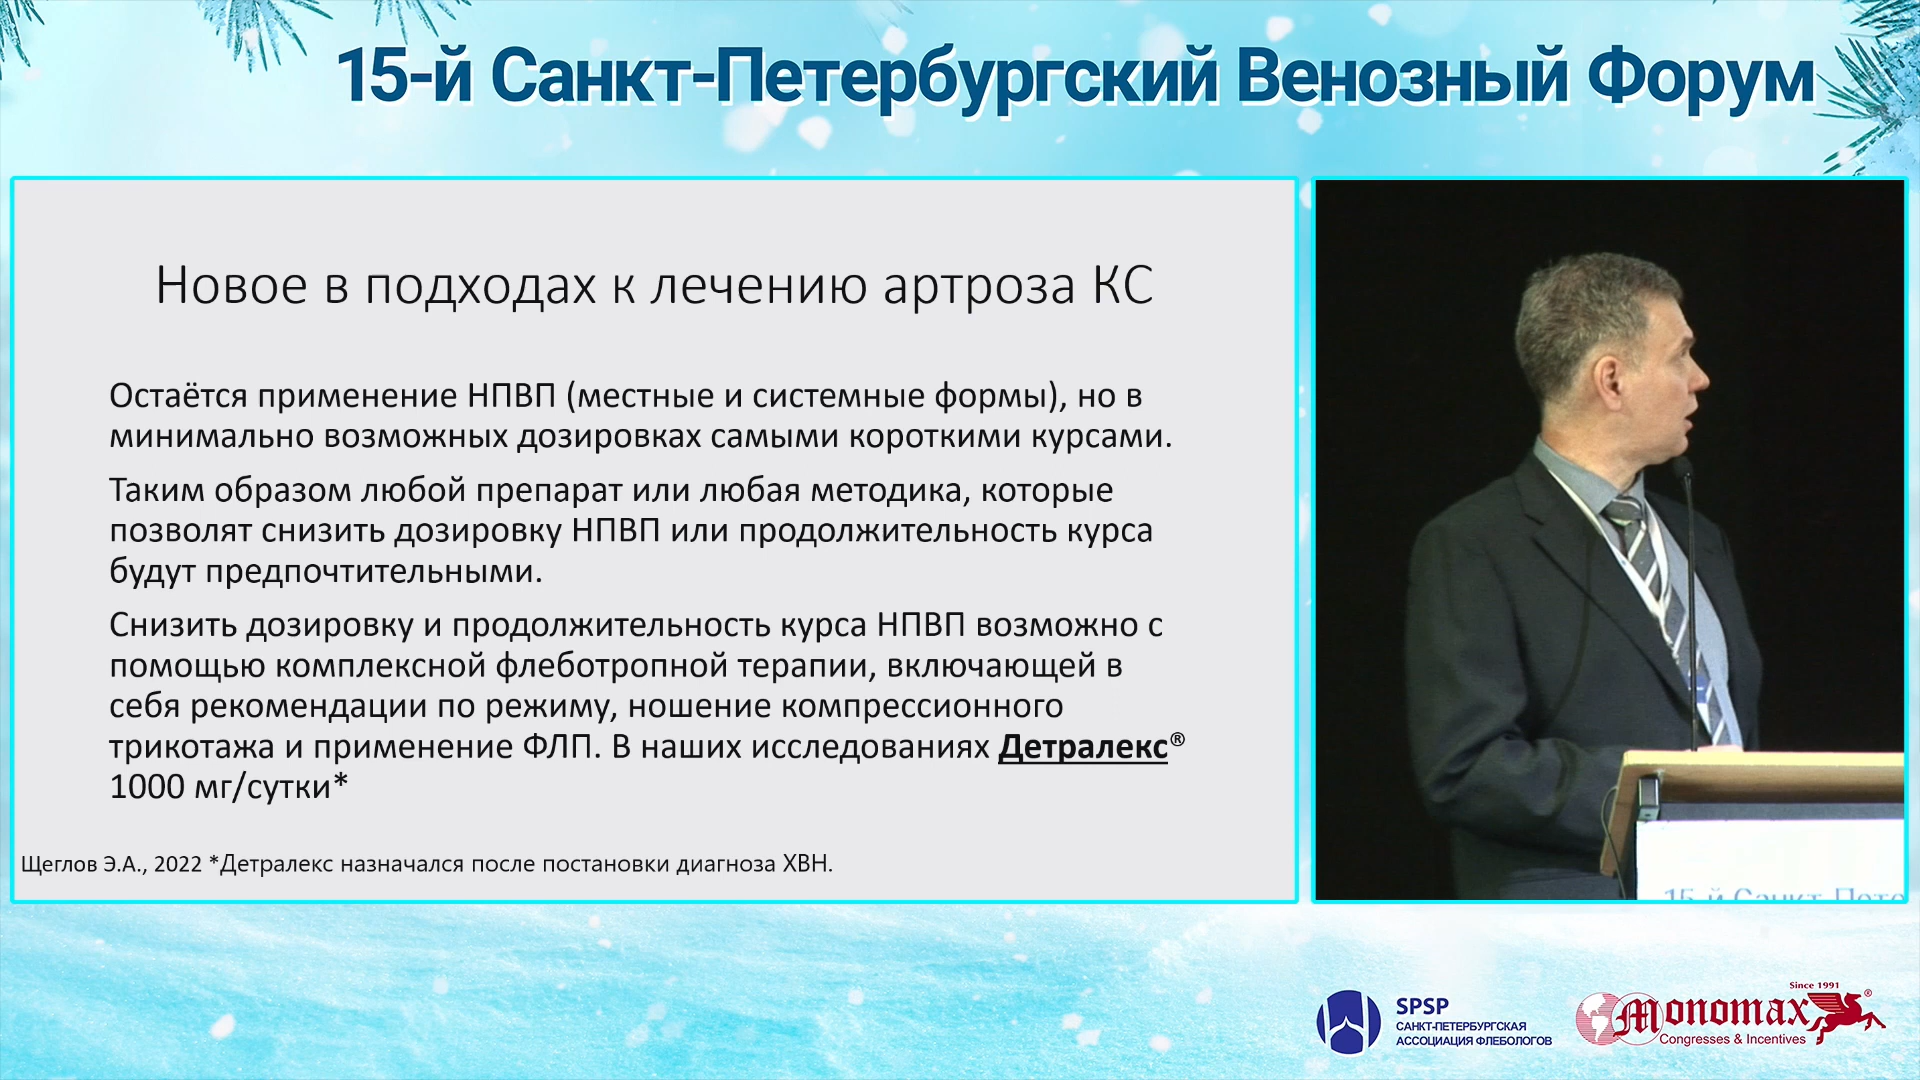 15-й Санкт-Петербургский Венозный Форум
Новое в подходах к лечению артроза КС
Остаётся применение НПВП (местные и системные формы), но в
минимально возможных дозировках самыми короткими курсами.
Таким образом любой препарат или любая методика, которые
позволят снизить дозировку НПВП или продолжительность курса
будут предпочтительными.
Снизить дозировку и продолжительность курса НПВП возможно с
помощью комплексной флеботропной терапии, включающей в
себя рекомендации по режиму, ношение компрессионного
трикотажа и применение ФЛП. В наших исследованиях Детралекс®
1000 мг/сутки*
Щеглов Э.А., 2022 *Детралекс назначался после постановки диагноза ХВН.
15-й Санкт-Пете
SPSP
САНКТ-ПЕТЕРБУРГСКАЯ
АССОЦИАЦИЯ ФЛЕБОЛОГОВ
Since 1991
Monomax®
Congresses & Incentives